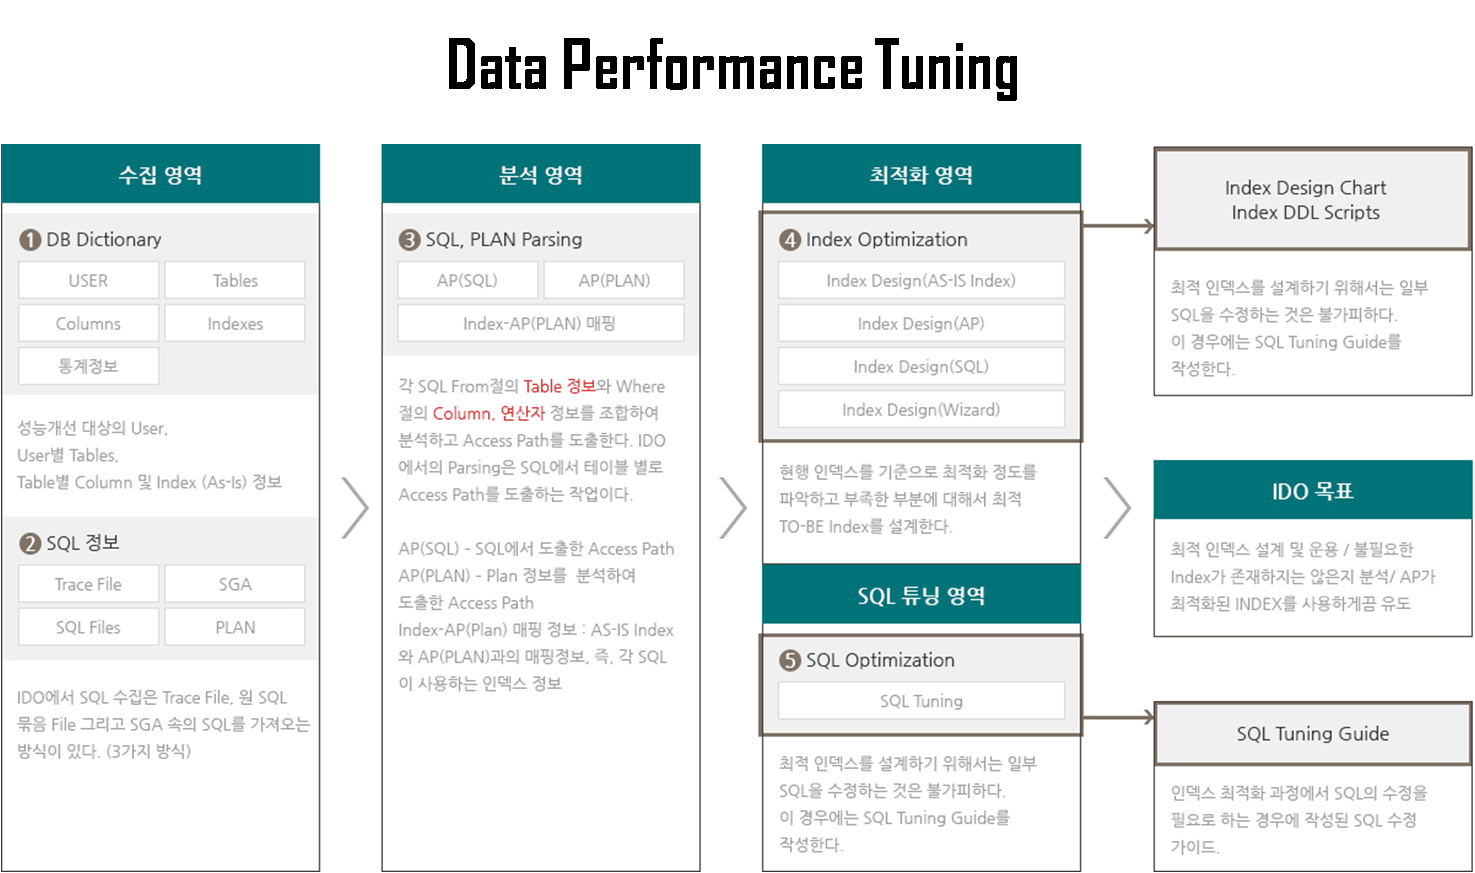 Data Performance Tuning
수집 영역
❶ DB Dictionary
USER
Tables
Columns
Indexes
통계정보
성능개선 대상의 User,
User별 Tables,
Table별 Column 및 Index (As-Is) 정보
❷ SQL 정보
Trace File
SGA
SQL Files
PLAN
IDO에서 SQL 수집은 Trace File, 원 SQL
묶음 File 그리고 SGA 속의 SQL를 가져오는
방식이 있다. (3가지 방식)
분석 영역
❸ SQL, PLAN Parsing
AP(SQL)
AP(PLAN)
Index-AP(PLAN) 매핑
각 SQL From절의 Table 정보와 Where
절의 Column, 연산자 정보를 조합하여
분석하고 Access Path를 도출한다. IDO
에서의 Parsing은 SQL에서 테이블 별로
Access Path를 도출하는 작업이다.
AP(SQL) - SQL에서 도출한 Access Path
AP(PLAN) - Plan 정보를 분석하여
도출한 Access Path
Index-AP(Plan) 매핑 정보 : AS-IS Index
와 AP(PLAN)과의 매핑정보, 즉, 각 SQL
이 사용하는 인덱스 정보
최적화 영역
❹ Index Optimization
Index Design(AS-IS Index)
Index Design(AP)
Index Design(SQL)
Index Design(Wizard)
현행 인덱스를 기준으로 최적화 정도를
파악하고 부족한 부분에 대해서 최적
TO-BE Index를 설계한다.
SQL 튜닝 영역
❺ SQL Optimization
SQL Tuning
최적 인덱스를 설계하기 위해서는 일부
SQL을 수정하는 것은 불가피하다.
이 경우에는 SQL Tuning Guide를
작성한다.
Index Design Chart
Index DDL Scripts
최적 인덱스를 설계하기 위해서는 일부
SQL을 수정하는 것은 불가피하다.
이 경우에는 SQL Tuning Guide를
작성한다.
IDO 목표
최적 인덱스 설계 및 운용 / 불필요한
Index가 존재하지는 않은지 분석/ AP가
최적화된 INDEX를 사용하게끔 유도
SQL Tuning Guide
인덱스 최적화 과정에서 SQL의 수정을
필요로 하는 경우에 작성된 SQL 수정
가이드.